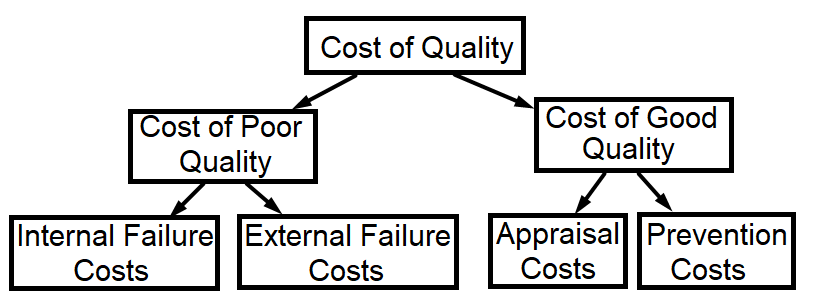 Cost of Quality
Cost of Poor
Quality
Cost of Good
Quality
Internal Failure
Costs
External Failure
Costs
Appraisal
Costs
Prevention
Costs